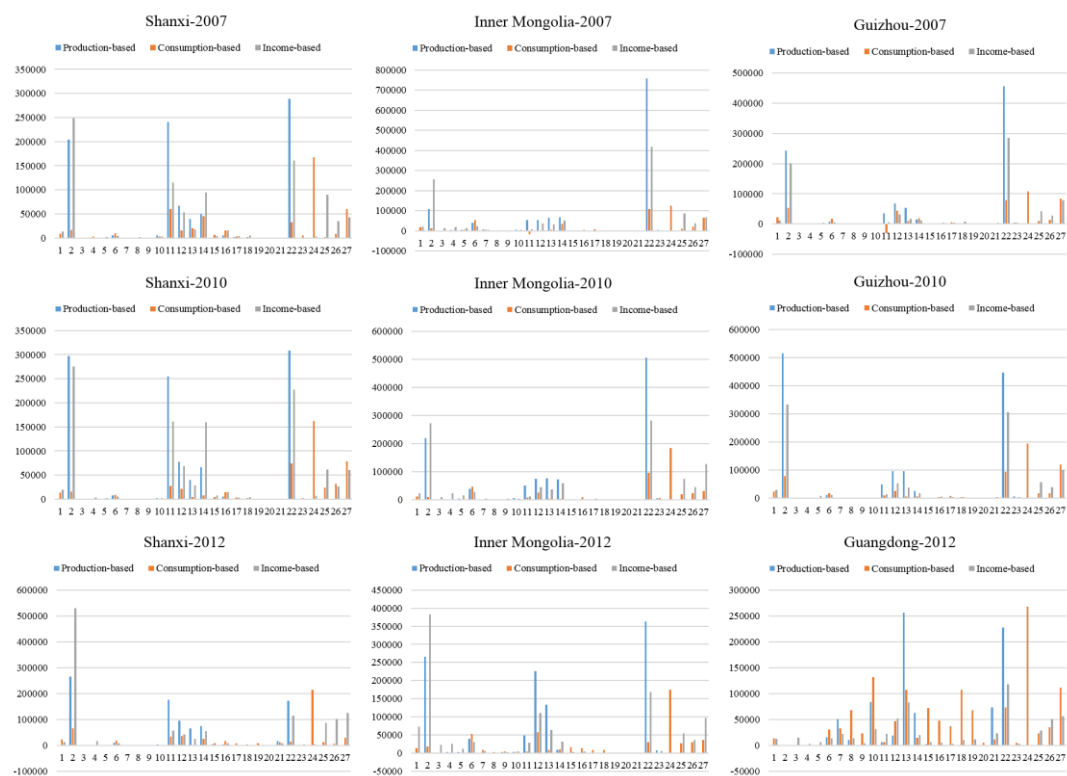 Shanxi-2007
Production-based Consumption-based Income-based
350000
300000
250000
200000
150000
100000
50000
0
1 2 3 4 5 6 7 8 9 10 11 12 13 14 15 16 17 18 19 20 21 22 23 24 25 26 27
Inner Mongolia-2007
Production-based Consumption-based Income-based
800000
700000
600000
500000
400000
300000
200000
100000
0
-100000
1 2 3 4 5 6 7 8 9 10 11 12 13 14 15 16 17 18 19 20 21 22 23 24 25 26 27
Guizhou-2007
Production-based Consumption-based Income-based
500000
400000
300000
200000
100000
0
-100000
1 2 3 4 5 6 7 8 9 10 11 12 13 14 15 16 17 18 19 20 21 22 23 24 25 26 27
Shanxi-2010
Production-based Consumption-based Income-based
350000
300000
250000
200000
150000
100000
50000
0
1 2 3 4 5 6 7 8 9 10 11 12 13 14 15 16 17 18 19 20 21 22 23 24 25 26 27
Inner Mongolia-2010
Production-based Consumption-based Income-based
600000
500000
400000
300000
200000
100000
0
1 2 3 4 5 6 7 8 9 10 11 12 13 14 15 16 17 18 19 20 21 22 23 24 25 26 27
Guizhou-2010
Production-based Consumption-based Income-based
600000
500000
400000
300000
200000
100000
0
1 2 3 4 5 6 7 8 9 10 11 12 13 14 15 16 17 18 19 20 21 22 23 24 25 26 27
Shanxi-2012
Production-based Consumption-based Income-based
600000
500000
400000
300000
200000
100000
0
-100000
1 2 3 4 5 6 7 8 9 10 11 12 13 14 15 16 17 18 19 20 21 22 23 24 25 26 27
Inner Mongolia-2012
Production-based Consumption-based Income-based
450000
400000
350000
300000
250000
200000
150000
100000
50000
0
-50000
1 2 3 4 5 6 7 8 9 10 11 12 13 14 15 16 17 18 19 20 21 22 23 24 25 26 27
Guangdong-2012
Production-based Consumption-based Income-based
300000
250000
200000
150000
100000
50000
0
-50000
1 2 3 4 5 6 7 8 9 10 11 12 13 14 15 16 17 18 19 20 21 22 23 24 25 26 27